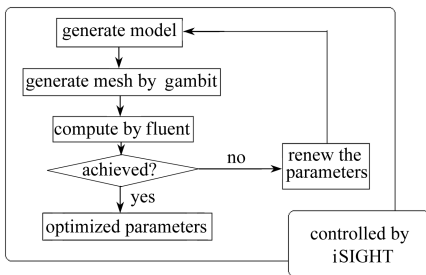 generate model
generate mesh by gambit
compute by fluent
achieved?
no
renew the
parameters
yes
optimized parameters
controlled by
iSIGHT